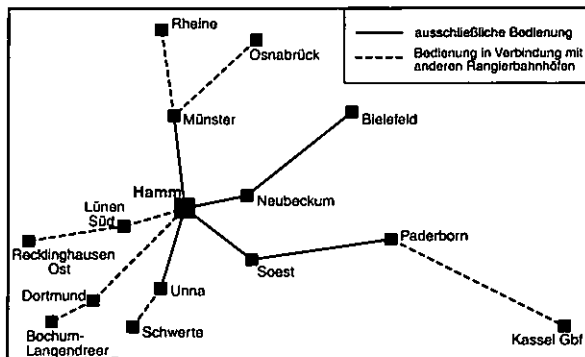 Rheine
Osnabrück
ausschließliche Bedienung
Bedienung in Verbindung mit
anderen Rangierbahnhöfen
Münster
Bielefeld
Hamm
Neubeckum
Lünen
Süd
Recklinghausen
Ost
Paderborn
Soest
Dortmund
Unna
Bochum-
Langendreer
Schwerte
Kassel Gbf